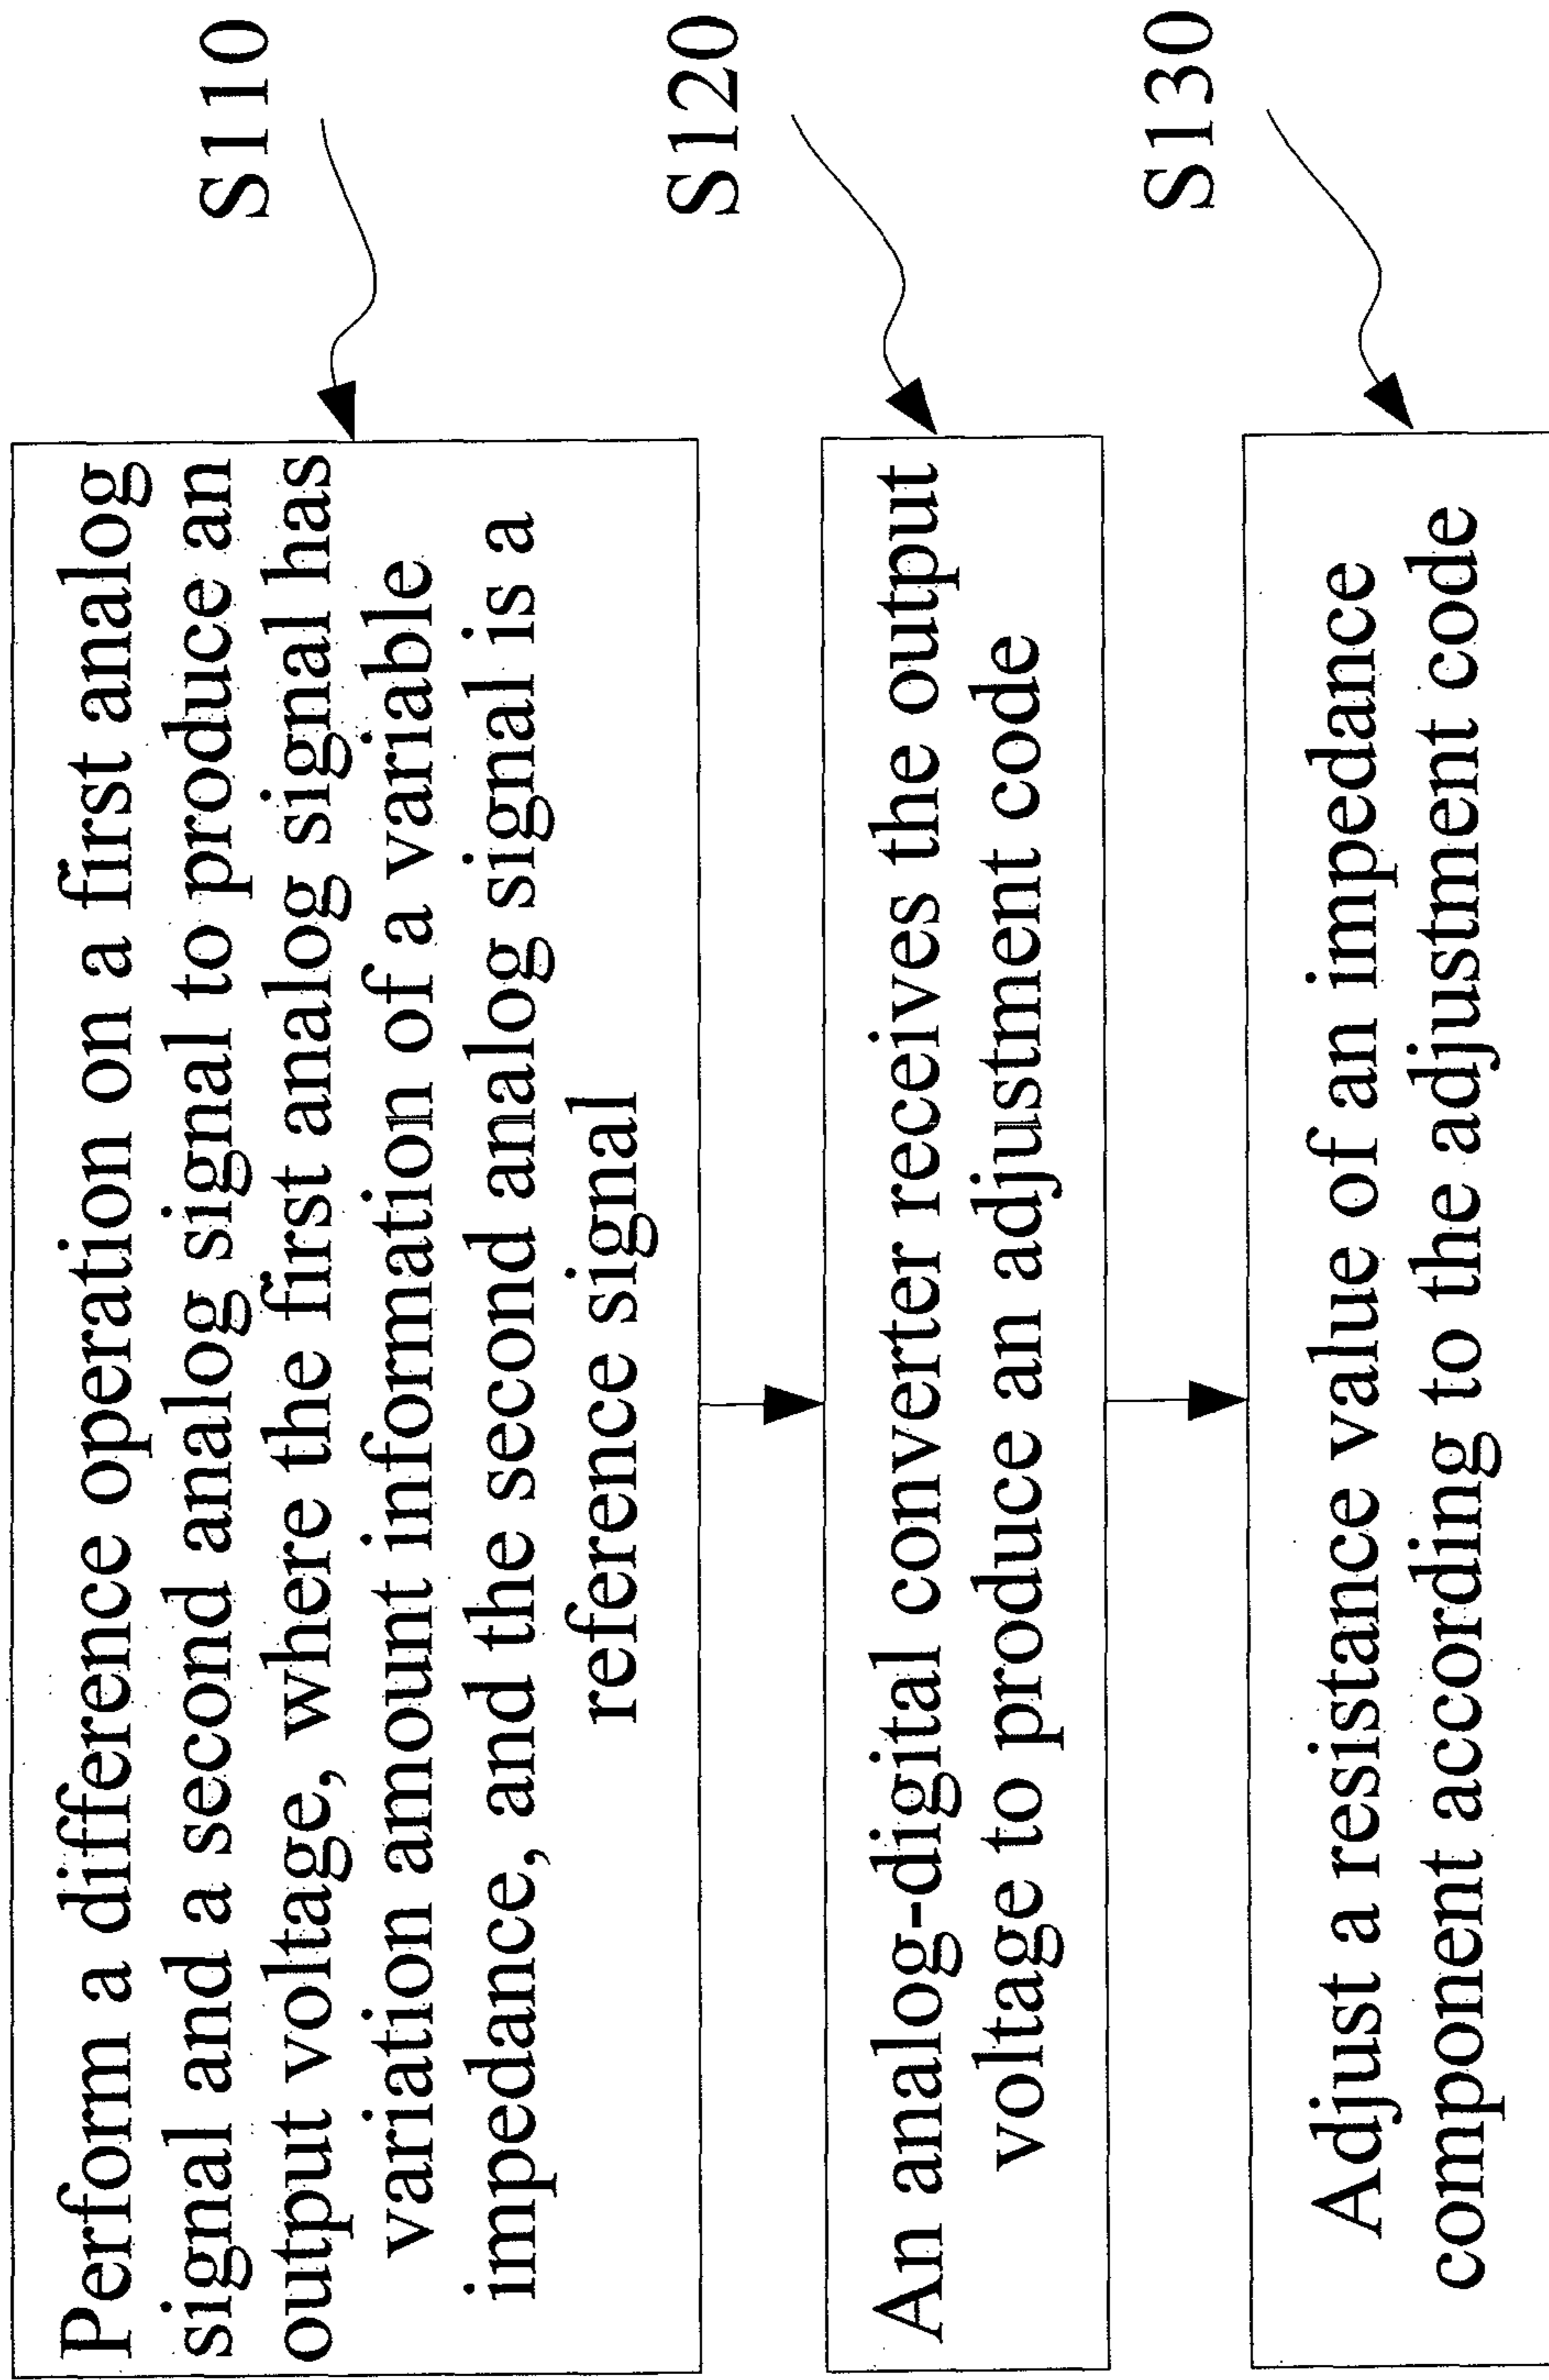 Perform a difference operation on a first analog
signal and a second analog signal to produce an
output voltage, where the first analog signal has
variation amount information of a variable
impedance, and the second analog signal is a
reference signal
S110
An analog-digital converter receives the output
voltage to produce an adjustment code
S120
Adjust a resistance value of an impedance
component according to the adjustment code
S130